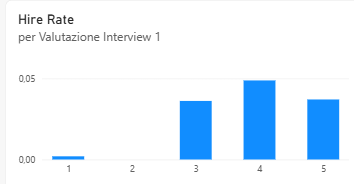 Hire Rate
per Valutazione Interview 1
0,05
0,00
1 2 3 4 5